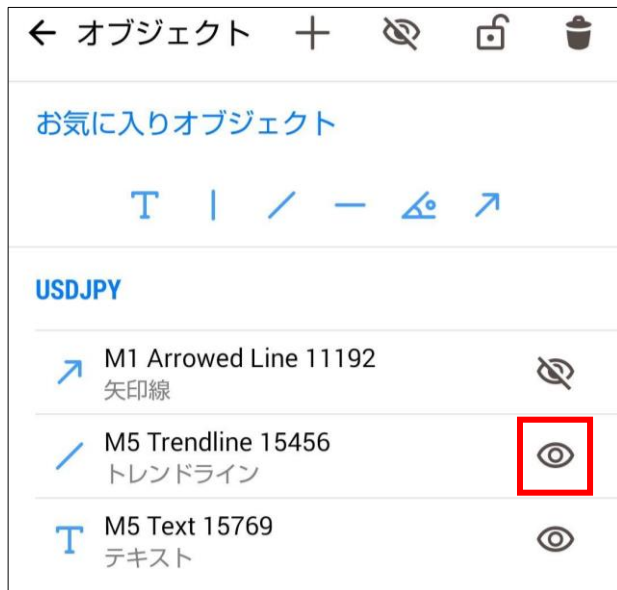 オブジェクト
お気に入りオブジェクト
USDJPY
M1 Arrowed Line 11192
矢印線
M5 Trendline 15456
トレンドライン
M5 Text 15769
テキスト